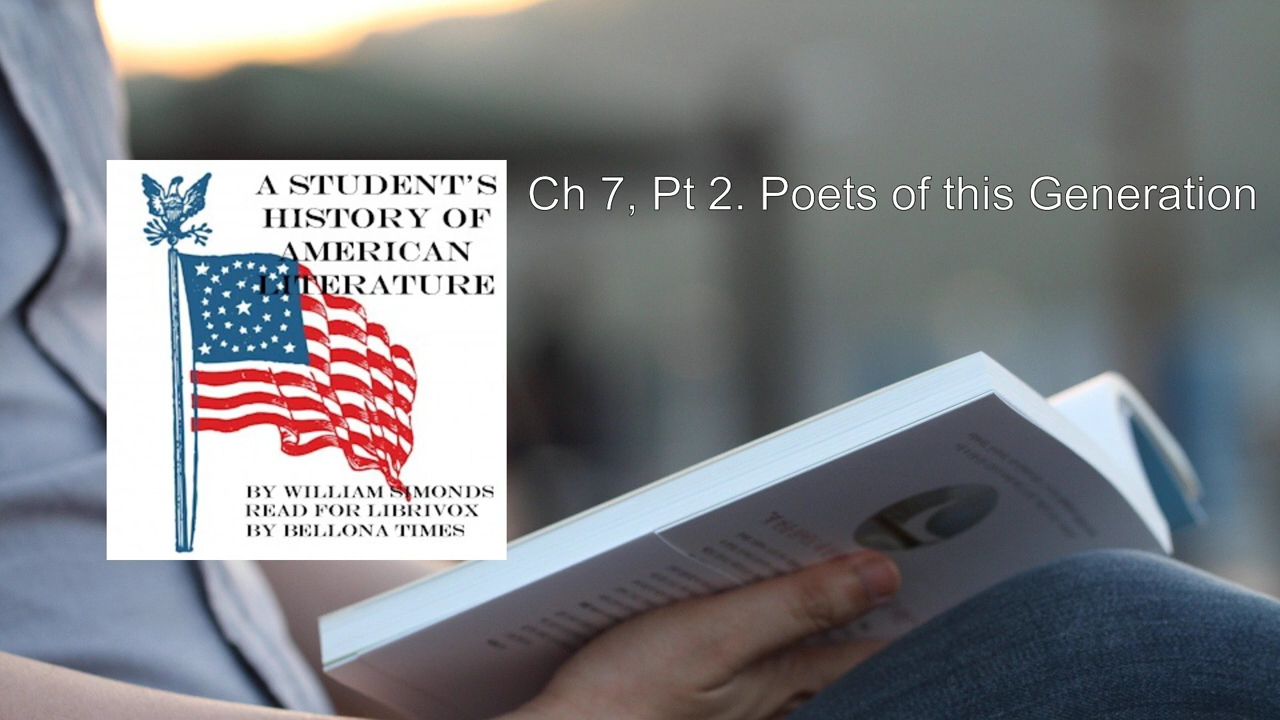 A STUDENT'S
HISTORY OF
AMERICAN
LITERATURE
BY WILLIAM SIMONDS
READ FOR LIBRIVOX
BY BELLONA TIMES
Ch 7, Pt 2. Poets of this Generation